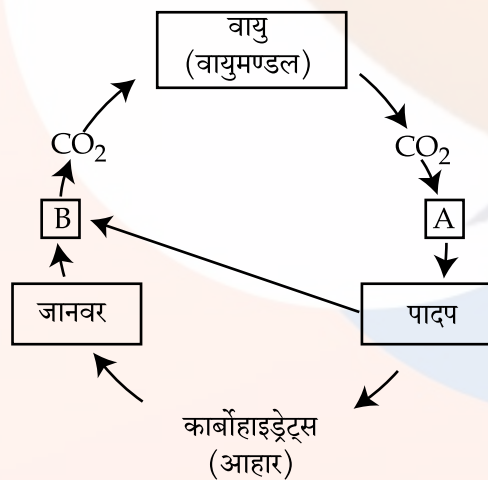 वायु
(वायुमण्डल)
CO₂
CO₂
B
A
जानवर
पादप
कार्बोहाइड्रेट्स
(आहार)